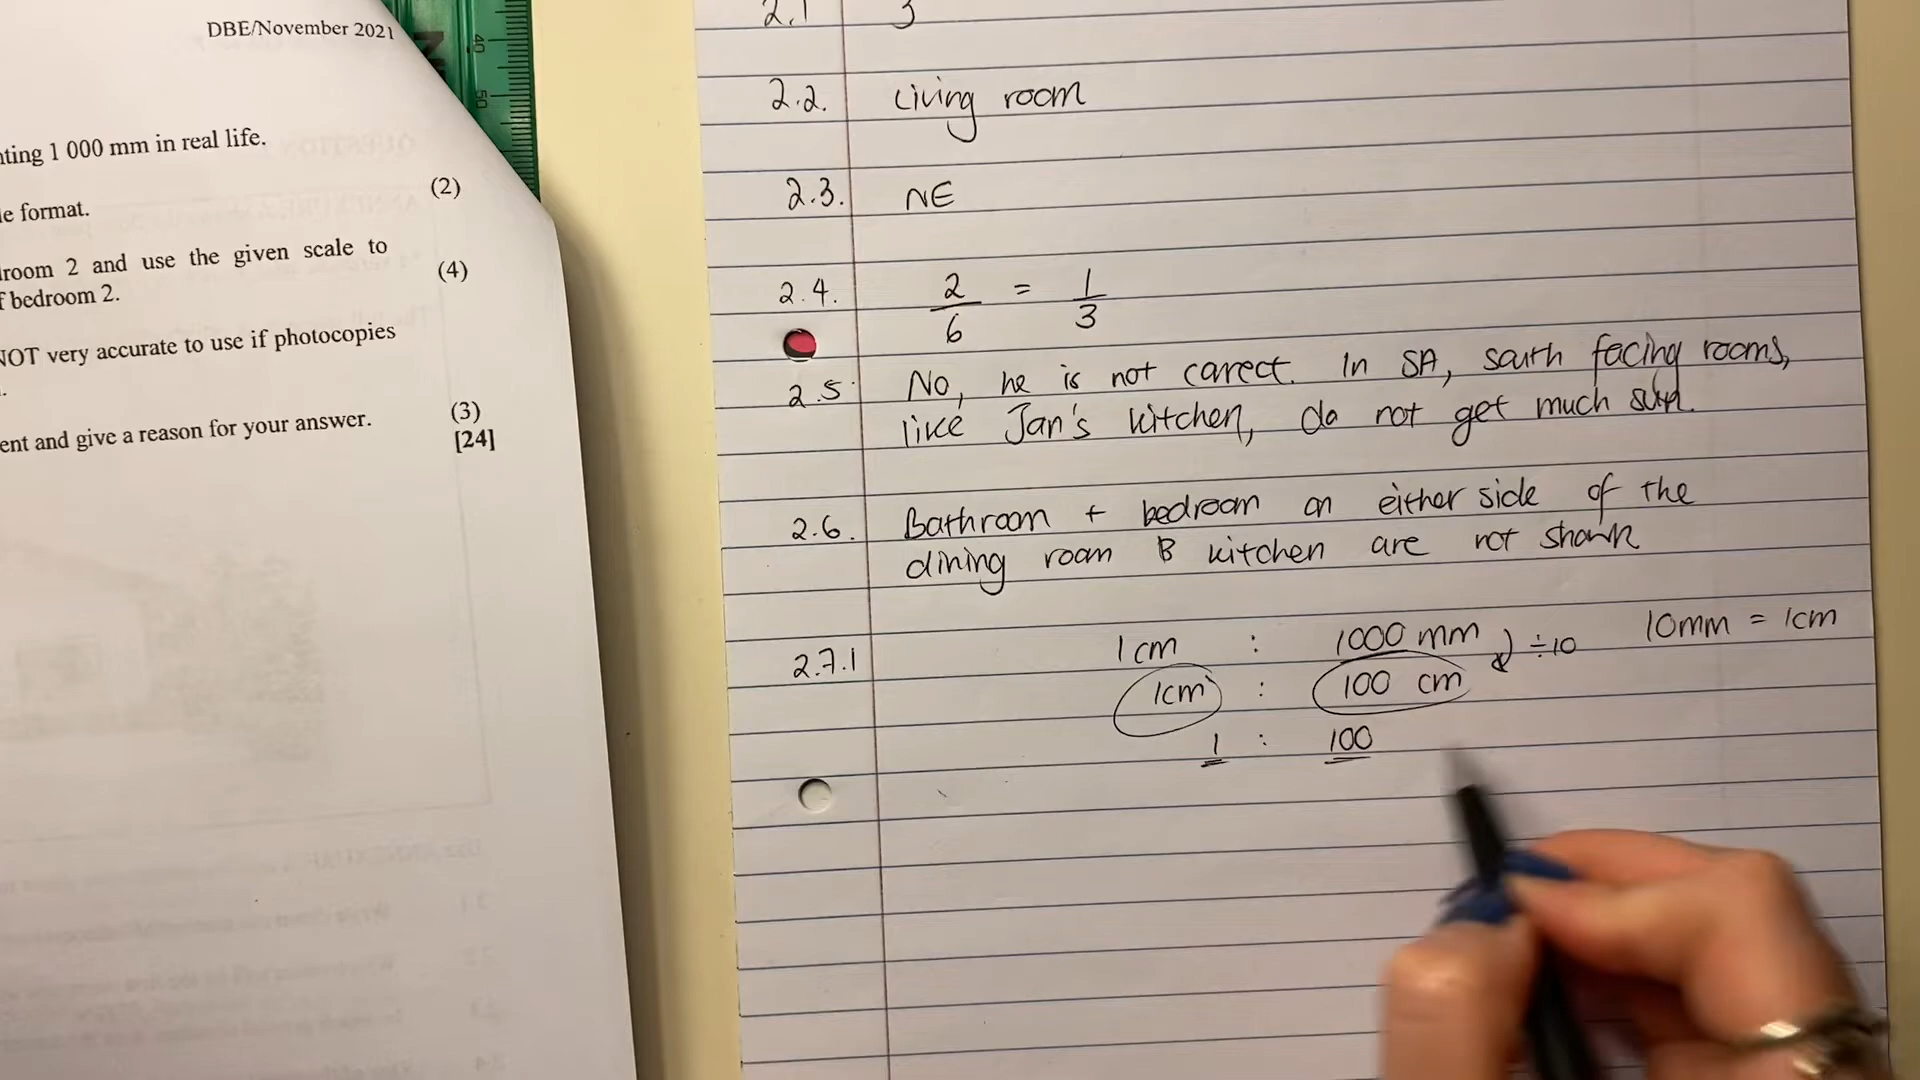 DBE/November 2021
nting 1 000 mm in real life.
(2)
le format.
room 2 and use the given scale to
(4)
f bedroom 2.
NOT very accurate to use if photocopies
.
(3)
ent and give a reason for your answer.
[24]
40
50
2.1 3
2.2. Living room
2.3. NE
2.4. 2/6 = 1/3
2.5 No, he is not correct. In SA, south facing rooms,
like Jan's kitchen, do not get much
2.6. Bathroom + bedroom on either side of the
dining room & kitchen are not shown
2.7.1 1cm : 1000 mm ÷10 10mm = 1cm
1cm : 100 cm
1 : 100